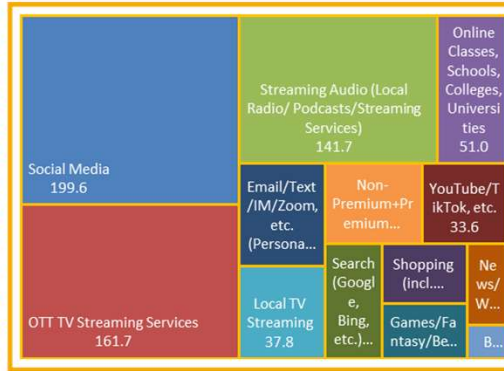 Social Media
199.6
OTT TV Streaming Services
161.7
Streaming Audio (Local
Radio/ Podcasts/Streaming
Services)
141.7
Online
Classes,
Schools,
Colleges,
Universi
ties
51.0
Email/Text
/IM/Zoom,
etc.
(Persona...
Non-
Premium+Pr
emium...
YouTube/T
ikTok, etc.
33.6
Local TV
Streaming
37.8
Search
(Googl
e,
Bing,
etc.)...
Shopping
(incl....
Games/Fa
ntasy/Be...
Ne
ws/
W...
B...